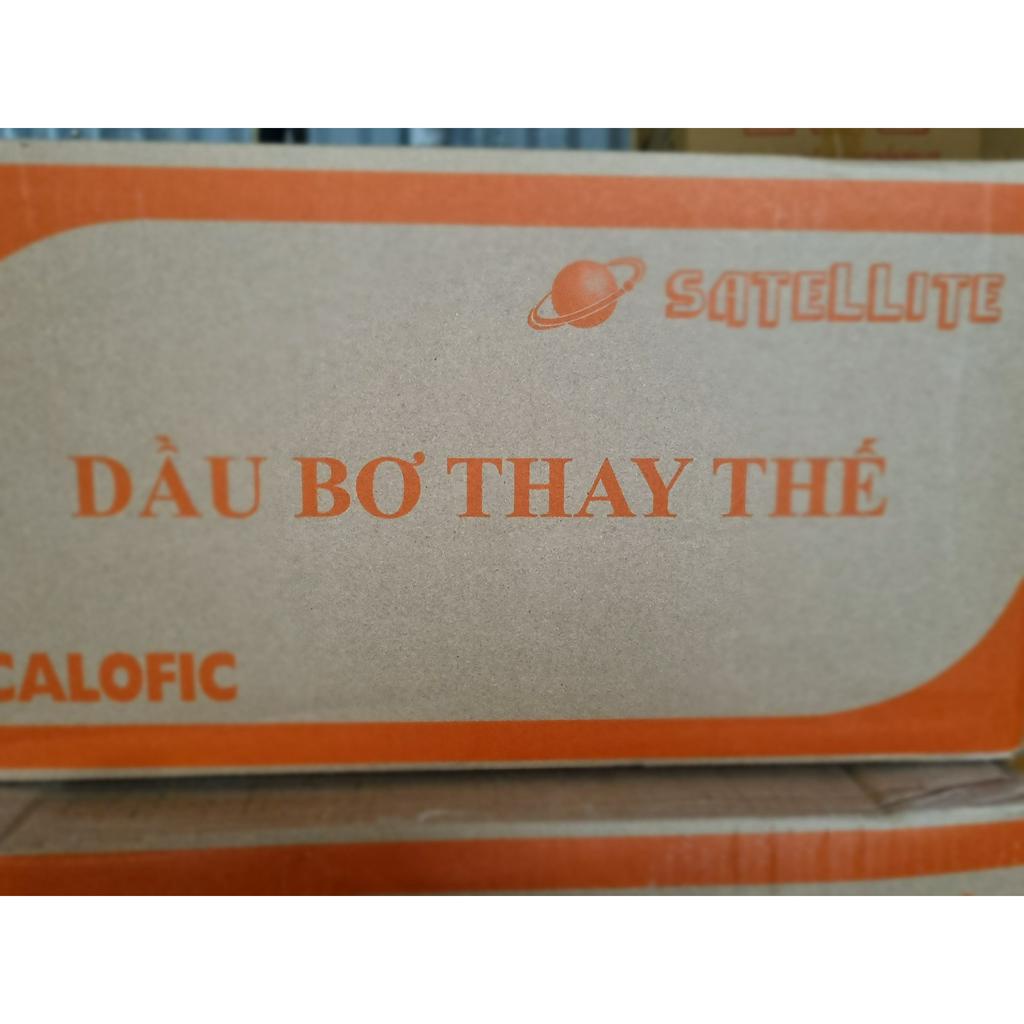 SATELLITE
DẦU BƠ THAY THẾ
CALOFIC